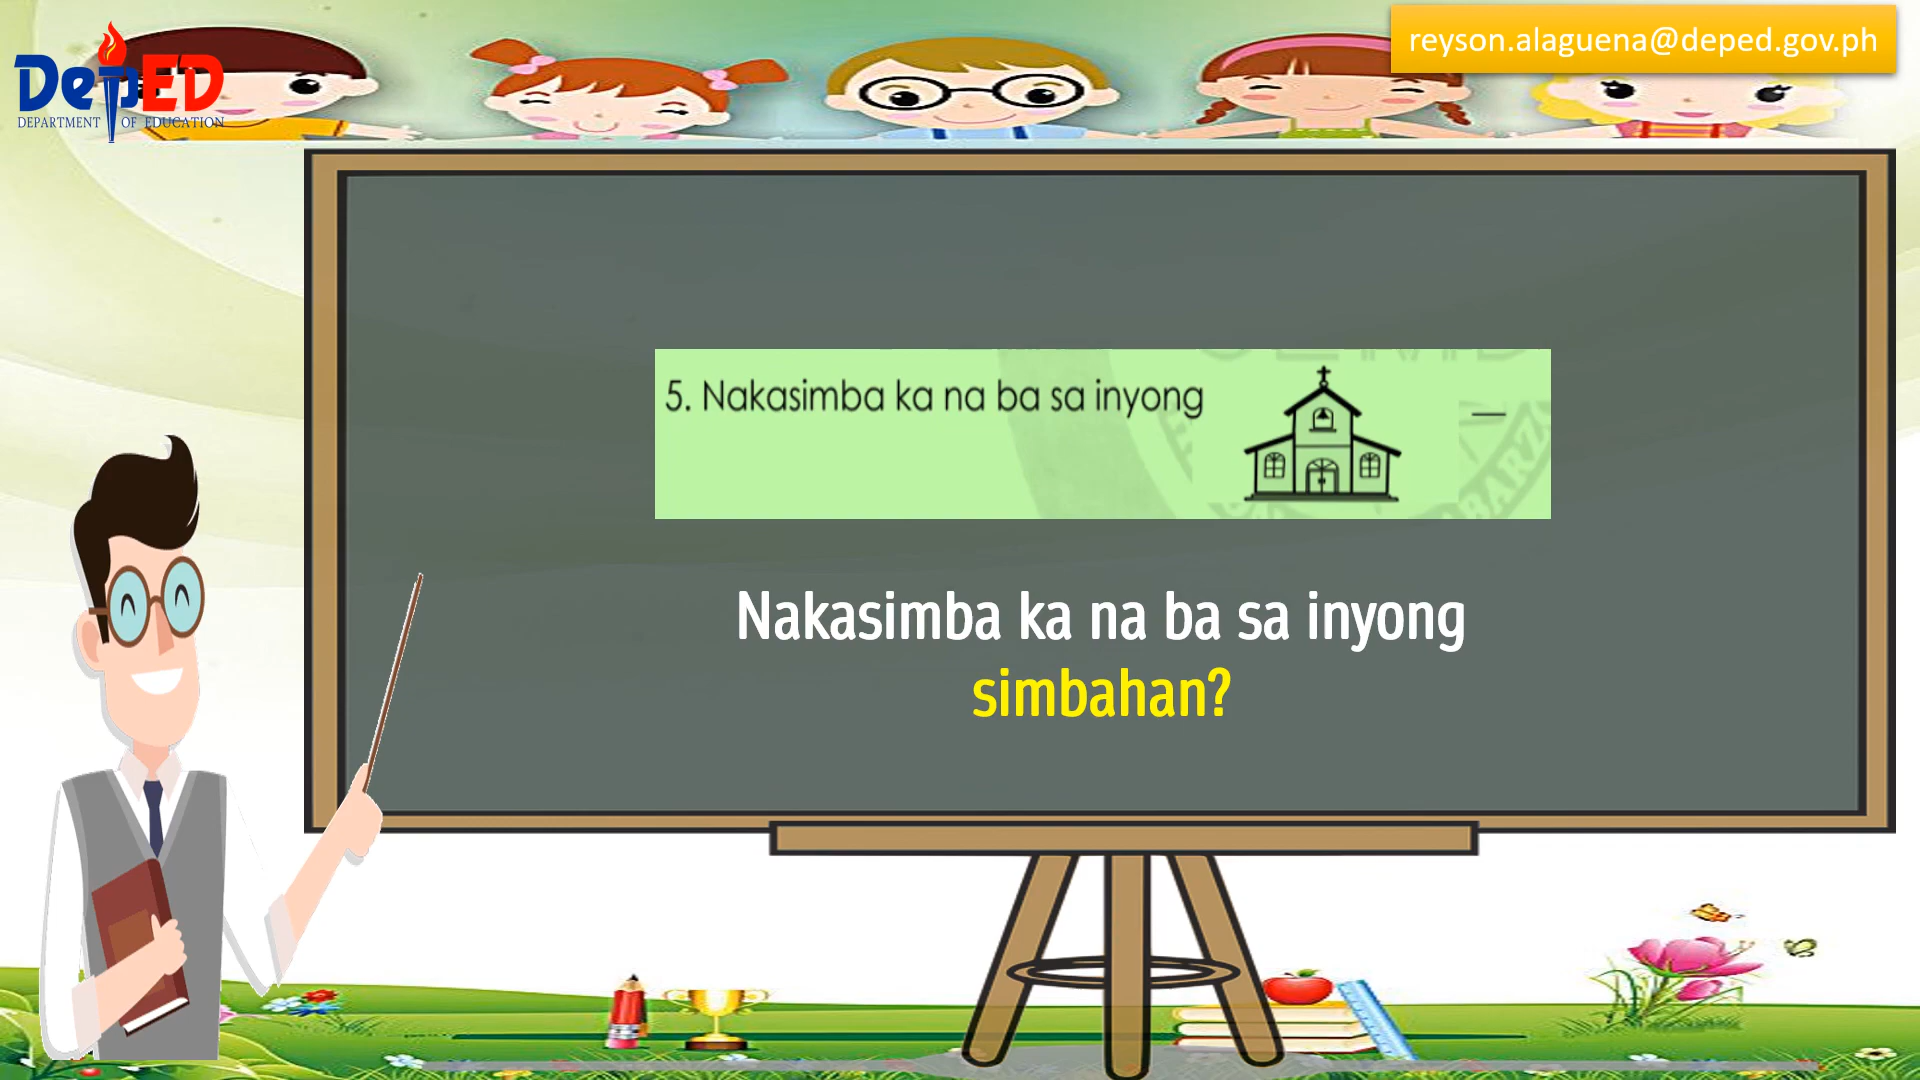 DepED
DEPARTMENT OF EDUCATION
reyson.alaguena@deped.gov.ph
5. Nakasimba ka na ba sa inyong __
Nakasimba ka na ba sa inyong
simbahan?